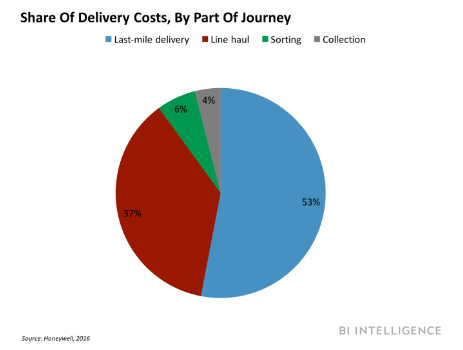 Share Of Delivery Costs, By Part Of Journey
Last-mile delivery Line haul Sorting Collection
4%
6%
53%
37%
BI INTELLIGENCE
Source: Honeywell, 2016